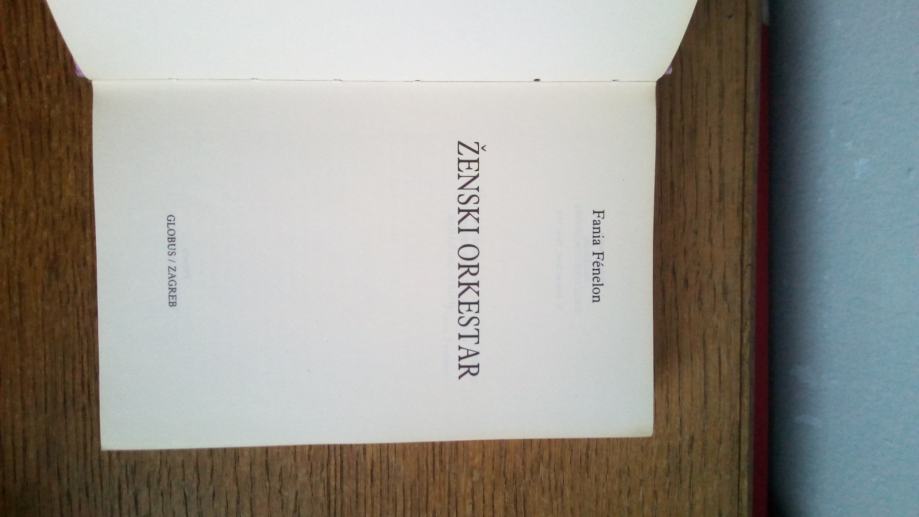 Fania Fénelon
ŽENSKI ORKESTAR
GLOBUS / ZAGREB